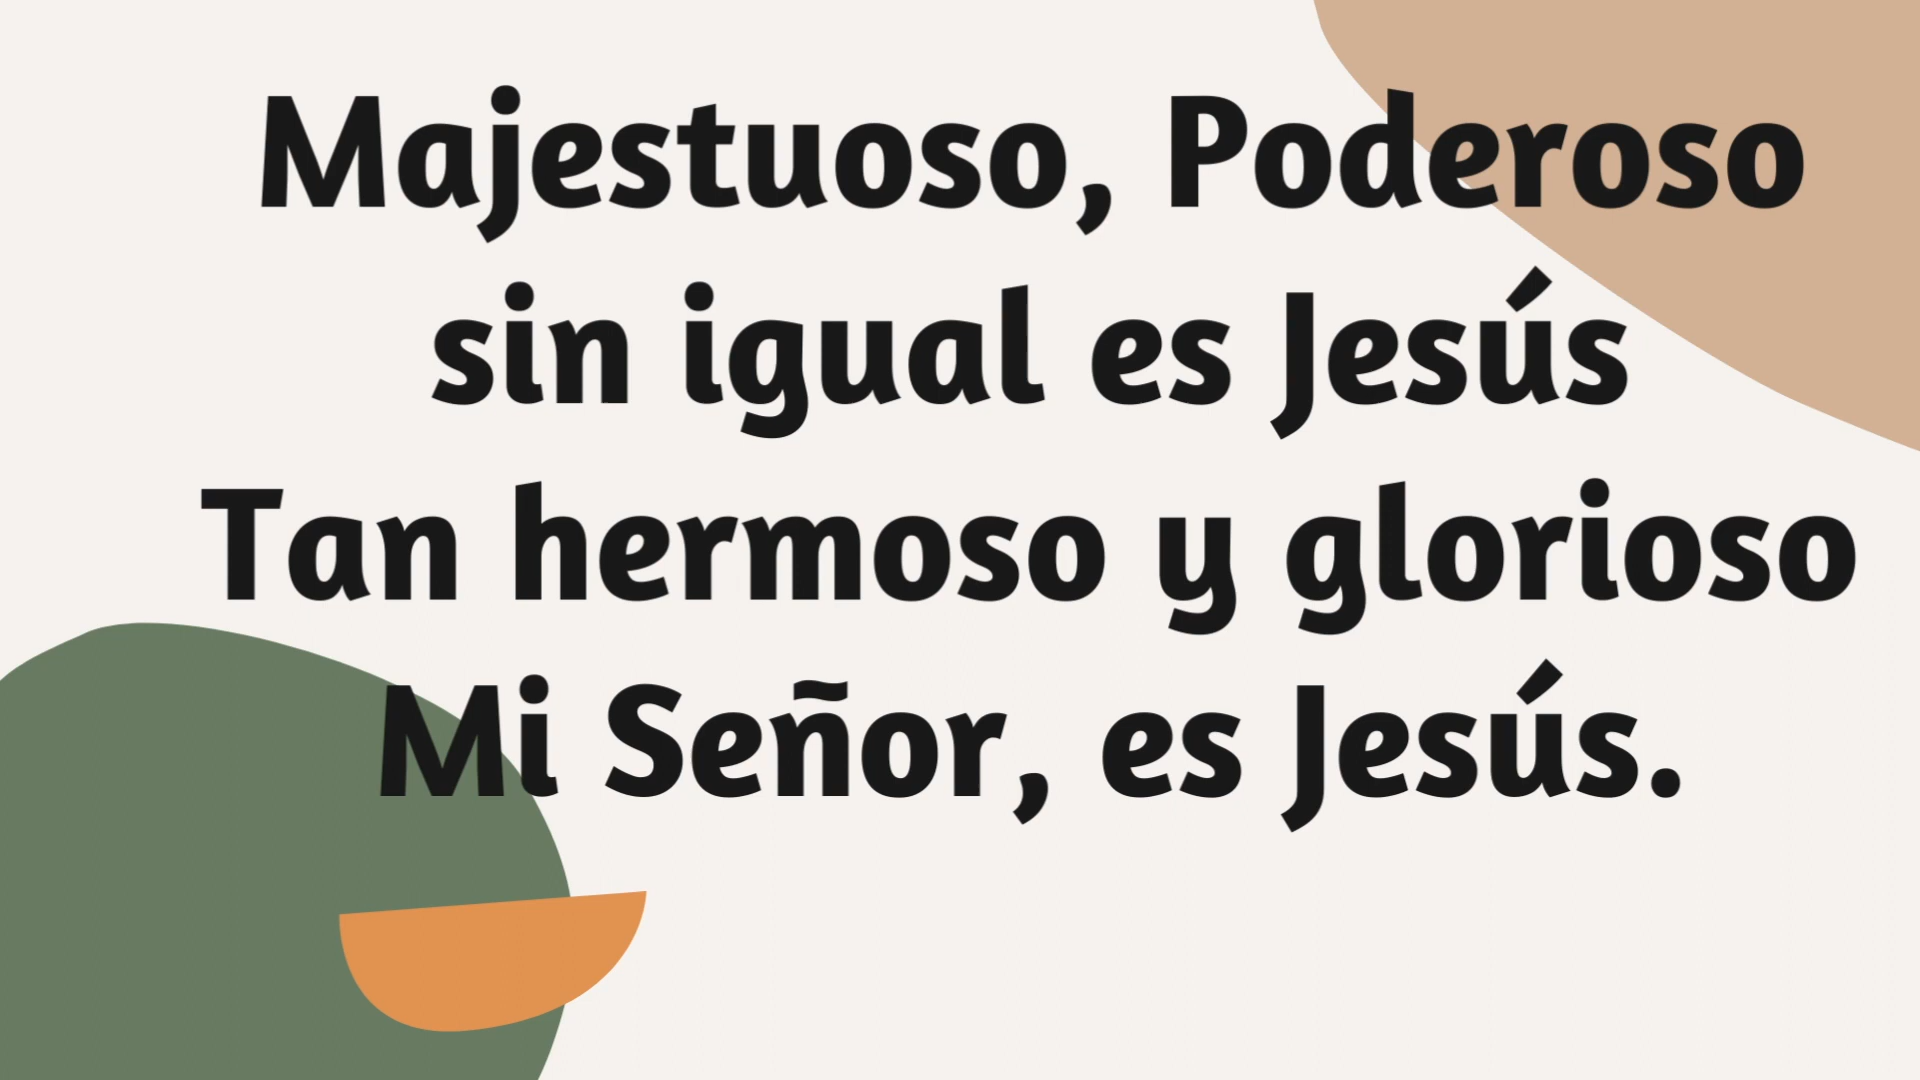 Majestuoso, Poderoso
sin igual es Jesús
Tan hermoso y glorioso
Mi Señor, es Jesús.